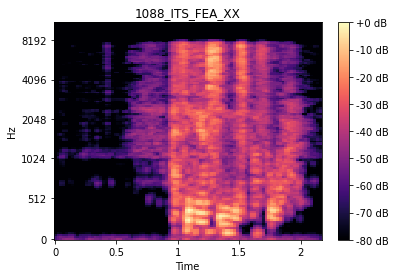 1088_ITS_FEA_XX
Hz
8192
4096
2048
1024
512
0
0
0.5
1
1.5
2
Time
+0 dB
-10 dB
-20 dB
-30 dB
-40 dB
-50 dB
-60 dB
-70 dB
-80 dB